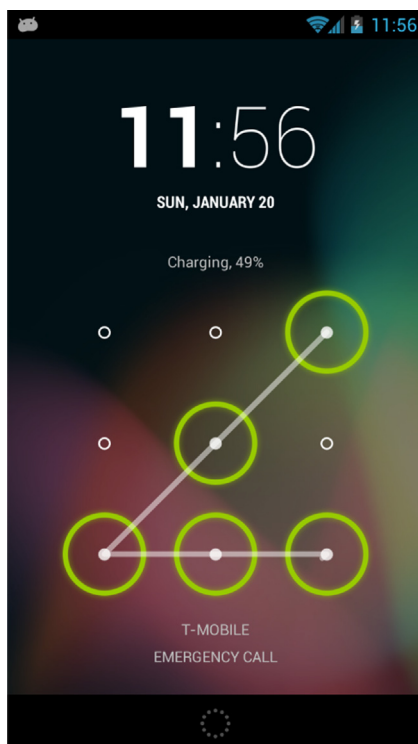 11:56
11:56
SUN, JANUARY 20
Charging, 49%
T-MOBILE
EMERGENCY CALL